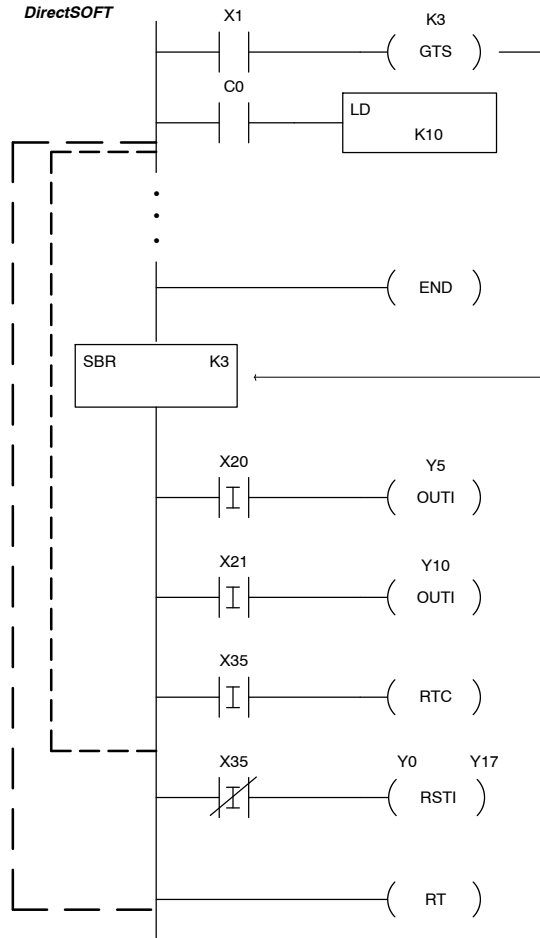 DirectSOFT
X1 K3
GTS
C0
LD
K10
END
SBR K3
X20 Y5
OUTI
X21 Y10
OUTI
X35
RTC
X35 Y0 Y17
RSTI
RT